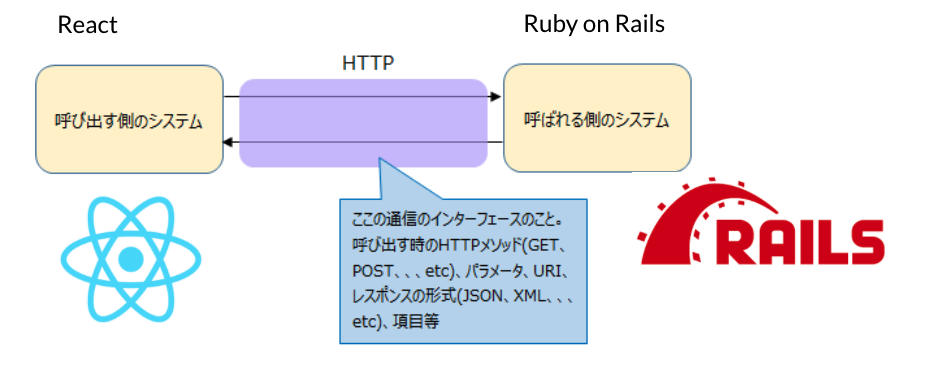 React
Ruby on Rails
HTTP
呼び出す側のシステム
呼ばれる側のシステム
ここの通信のインターフェースのこと。
呼び出す時のHTTPメソッド(GET、
POST、、、etc)、パラメータ、URI、
レスポンスの形式(JSON、XML、、、
etc)、項目等
RAILS